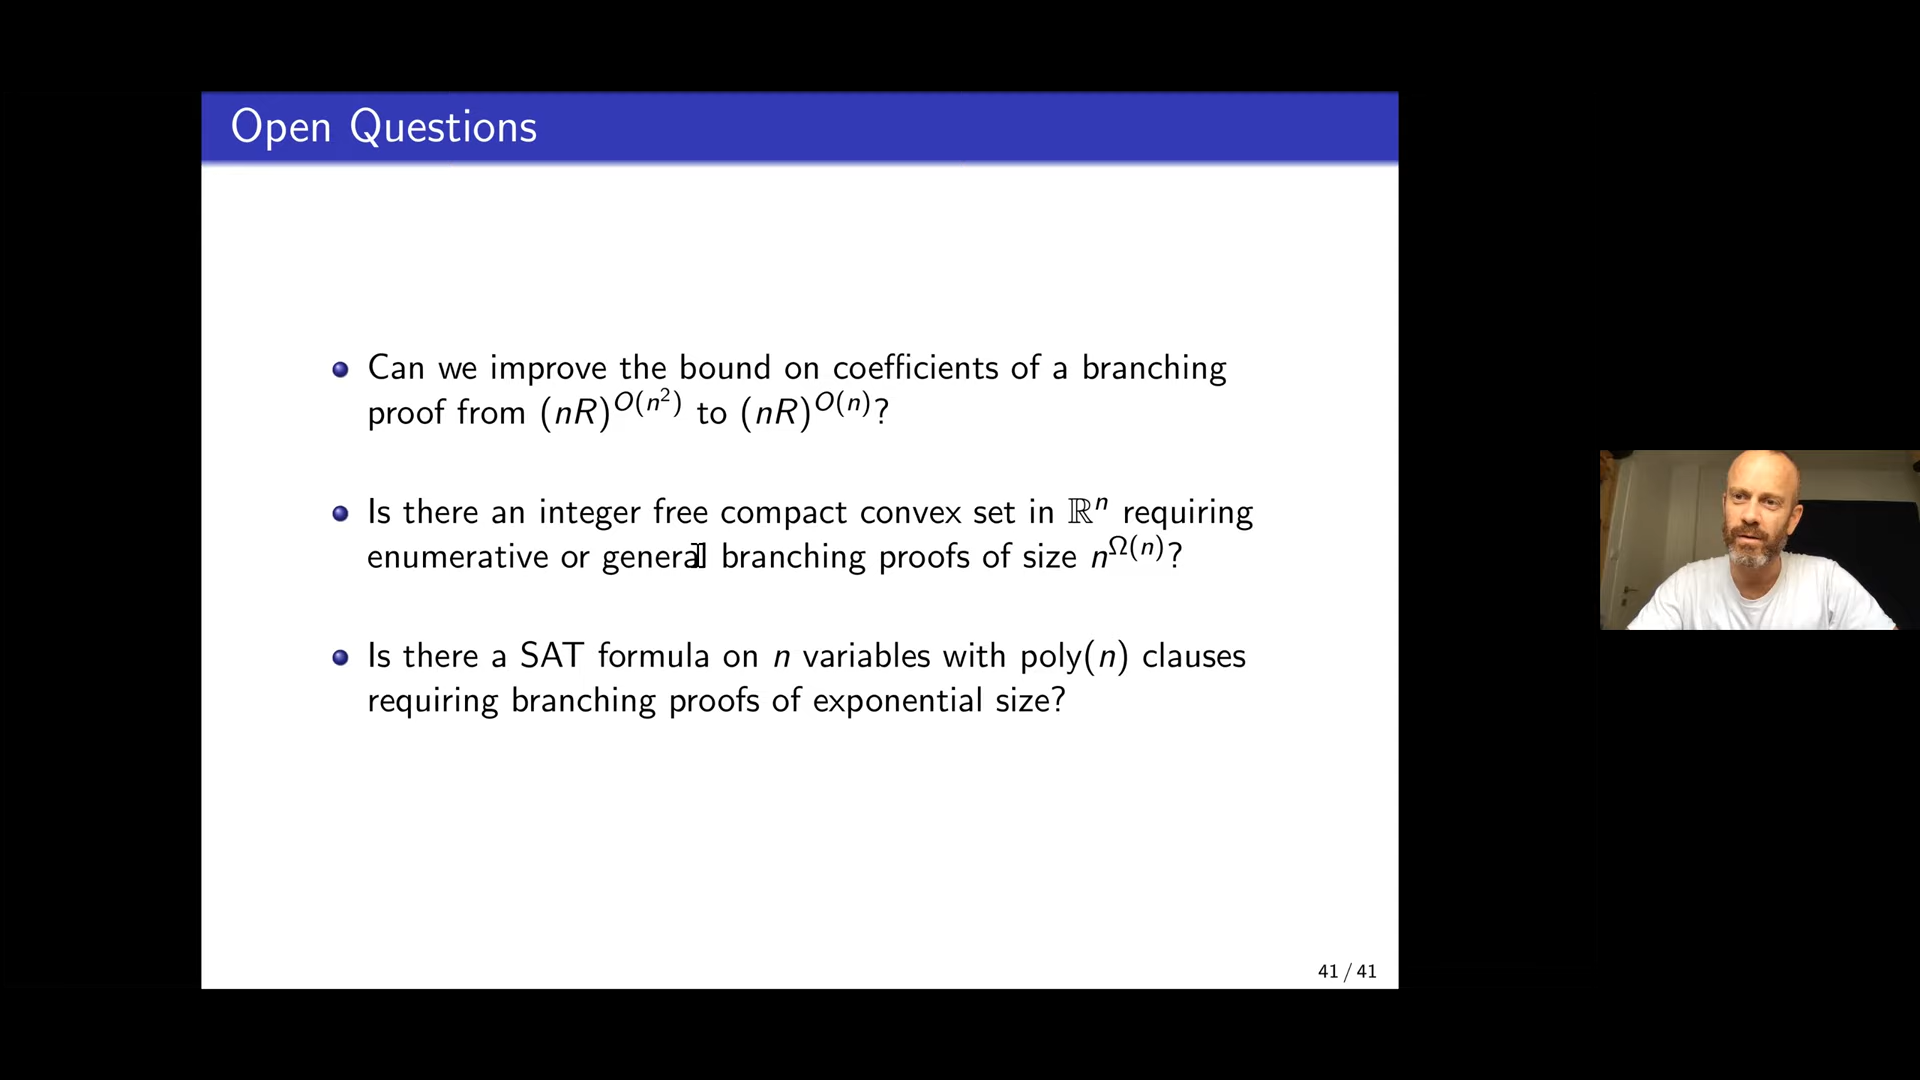 Open Questions
Can we improve the bound on coefficients of a branching
proof from (nR)^{O(n^2)} to (nR)^{O(n)}?
Is there an integer free compact convex set in ℝ^n requiring
enumerative or general branching proofs of size n^{Ω(n)}?
Is there a SAT formula on n variables with poly(n) clauses
requiring branching proofs of exponential size?
41 / 41